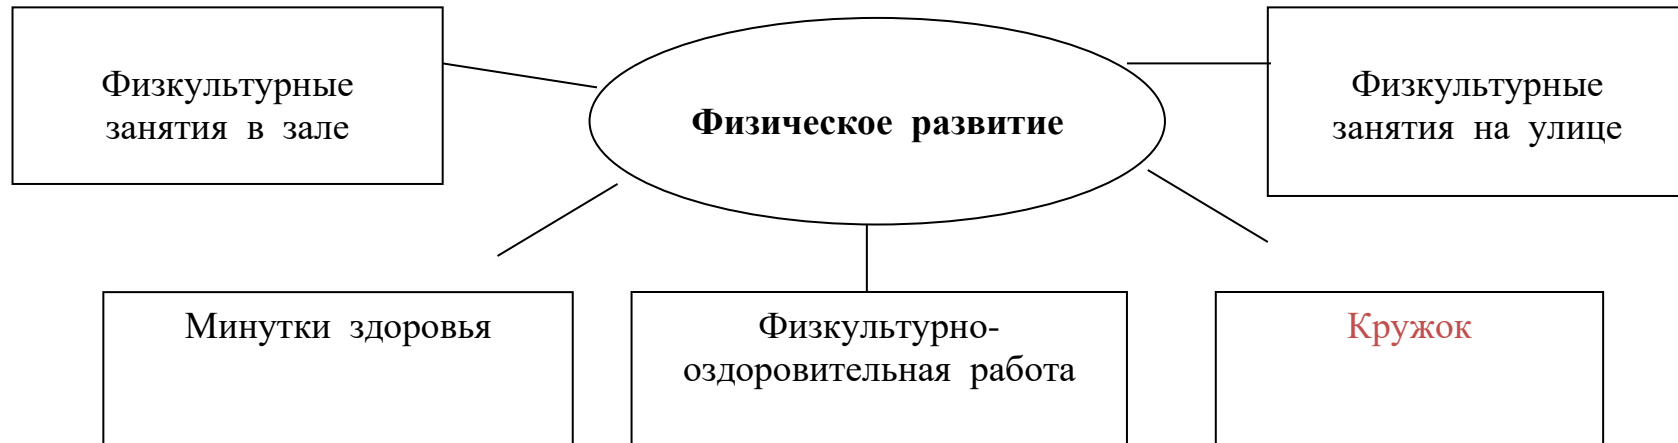 Физкультурные
занятия в зале
Физическое развитие
Физкультурные
занятия на улице
Минутки здоровья
Физкультурно-
оздоровительная работа
Кружок